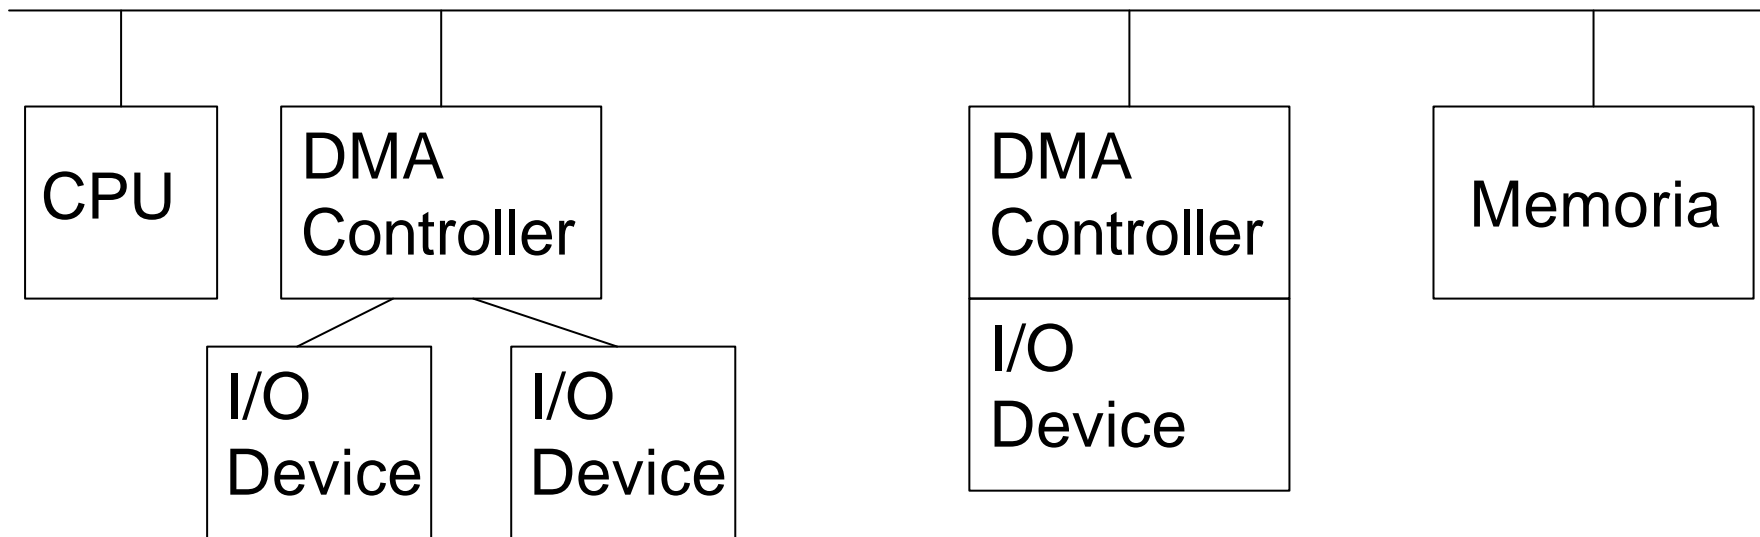 CPU
DMA
Controller
I/O
Device
I/O
Device
DMA
Controller
I/O
Device
Memoria